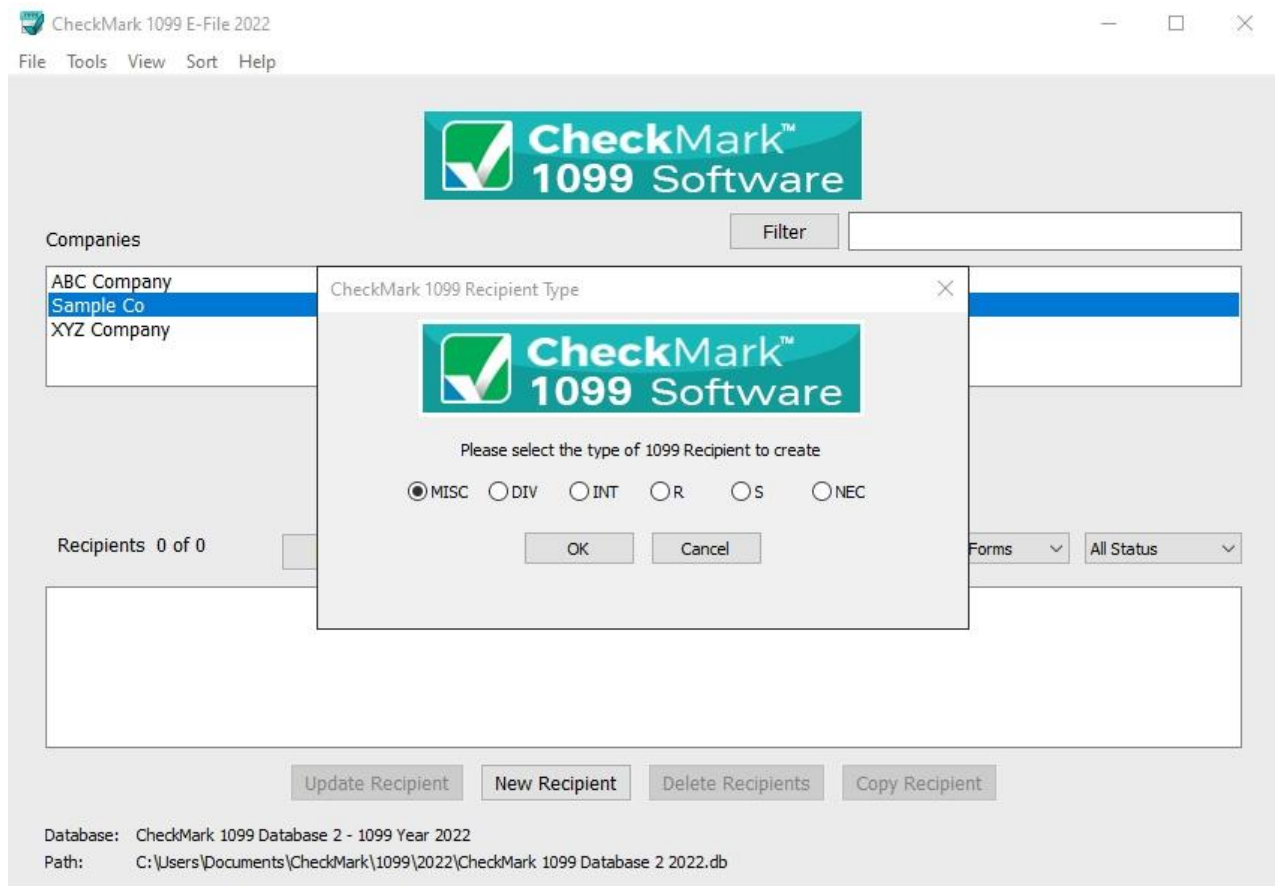 CheckMark 1099 E-File 2022
File Tools View Sort Help
CheckMark™
1099 Software
Companies
Filter
ABC Company
Sample Co
XYZ Company
CheckMark 1099 Recipient Type
CheckMark™
1099 Software
Please select the type of 1099 Recipient to create
MISC DIV INT R S NEC
OK Cancel
Recipients 0 of 0
Forms All Status
Update Recipient New Recipient Delete Recipients Copy Recipient
Database: CheckMark 1099 Database 2 - 1099 Year 2022
Path: C:\Users\Documents\CheckMark\1099\2022\CheckMark 1099 Database 2 2022.db